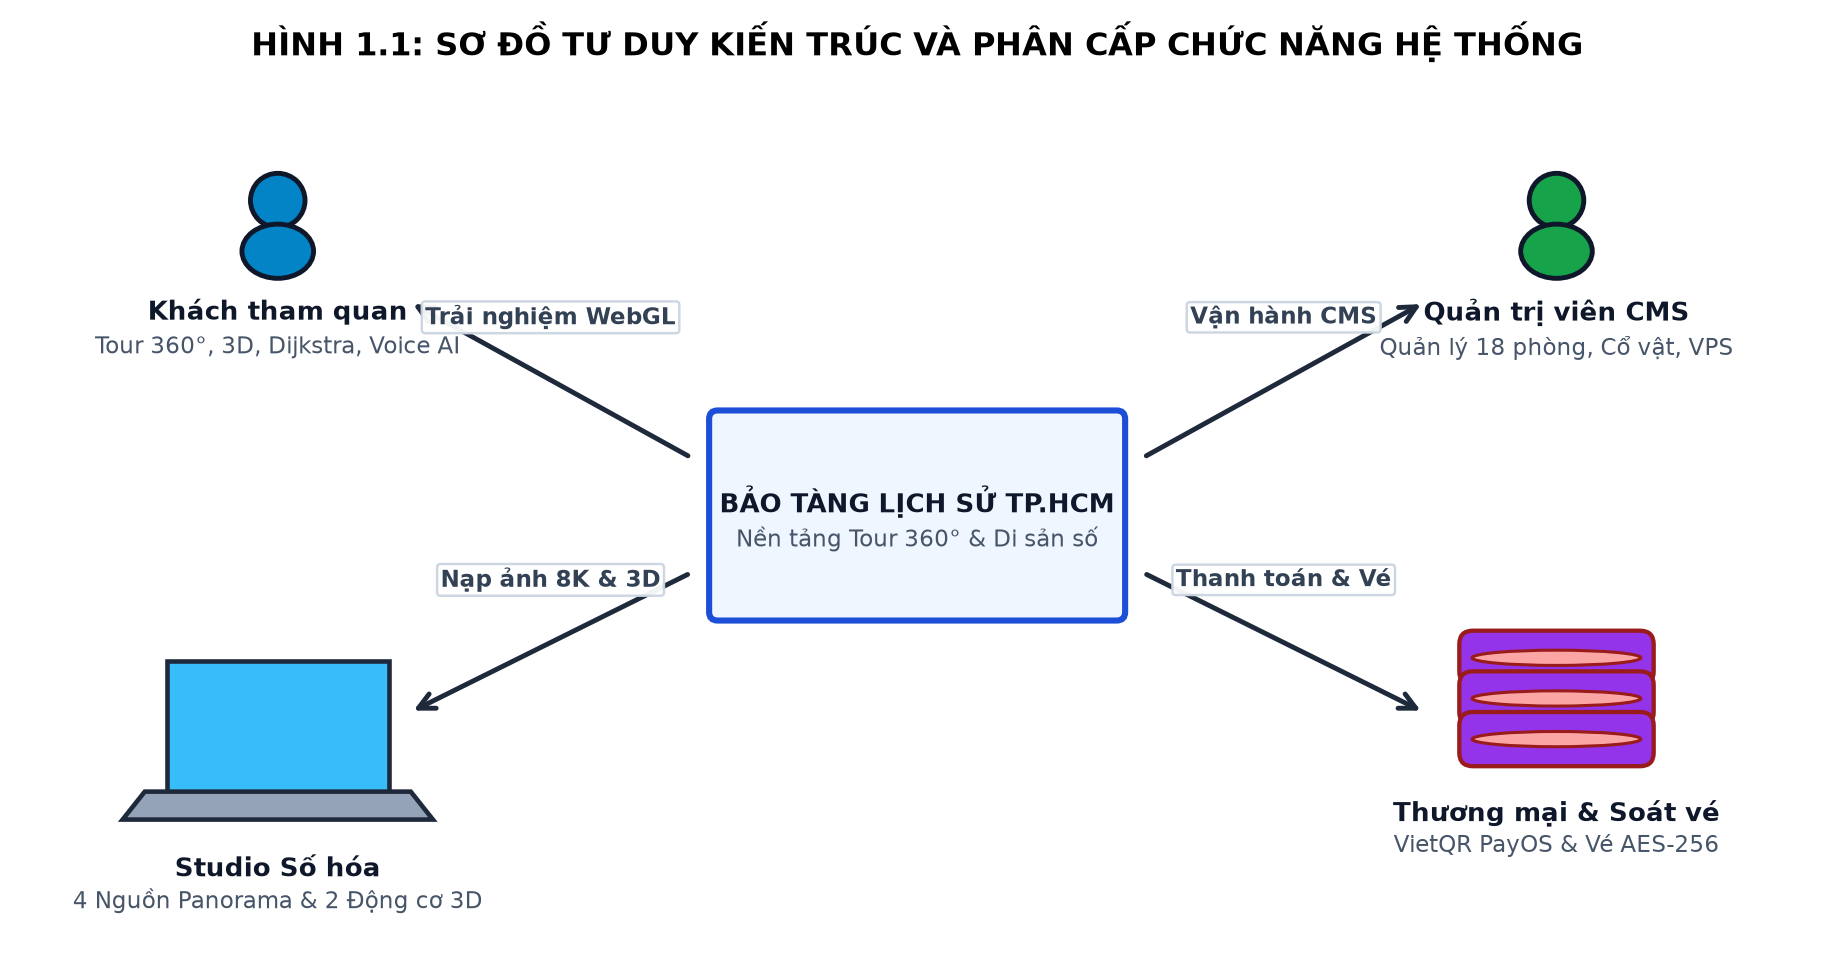 HÌNH 1.1: SƠ ĐỒ TƯ DUY KIẾN TRÚC VÀ PHÂN CẤP CHỨC NĂNG HỆ THỐNG
Khách tham quan
Tour 360°, 3D, Dijkstra, Voice AI
Trải nghiệm WebGL
Vận hành CMS
Quản trị viên CMS
Quản lý 18 phòng, Cổ vật, VPS
BẢO TÀNG LỊCH SỬ TP.HCM
Nền tảng Tour 360° & Di sản số
Nạp ảnh 8K & 3D
Thanh toán & Vé
Studio Số hóa
4 Nguồn Panorama & 2 Động cơ 3D
Thương mại & Soát vé
VietQR PayOS & Vé AES-256